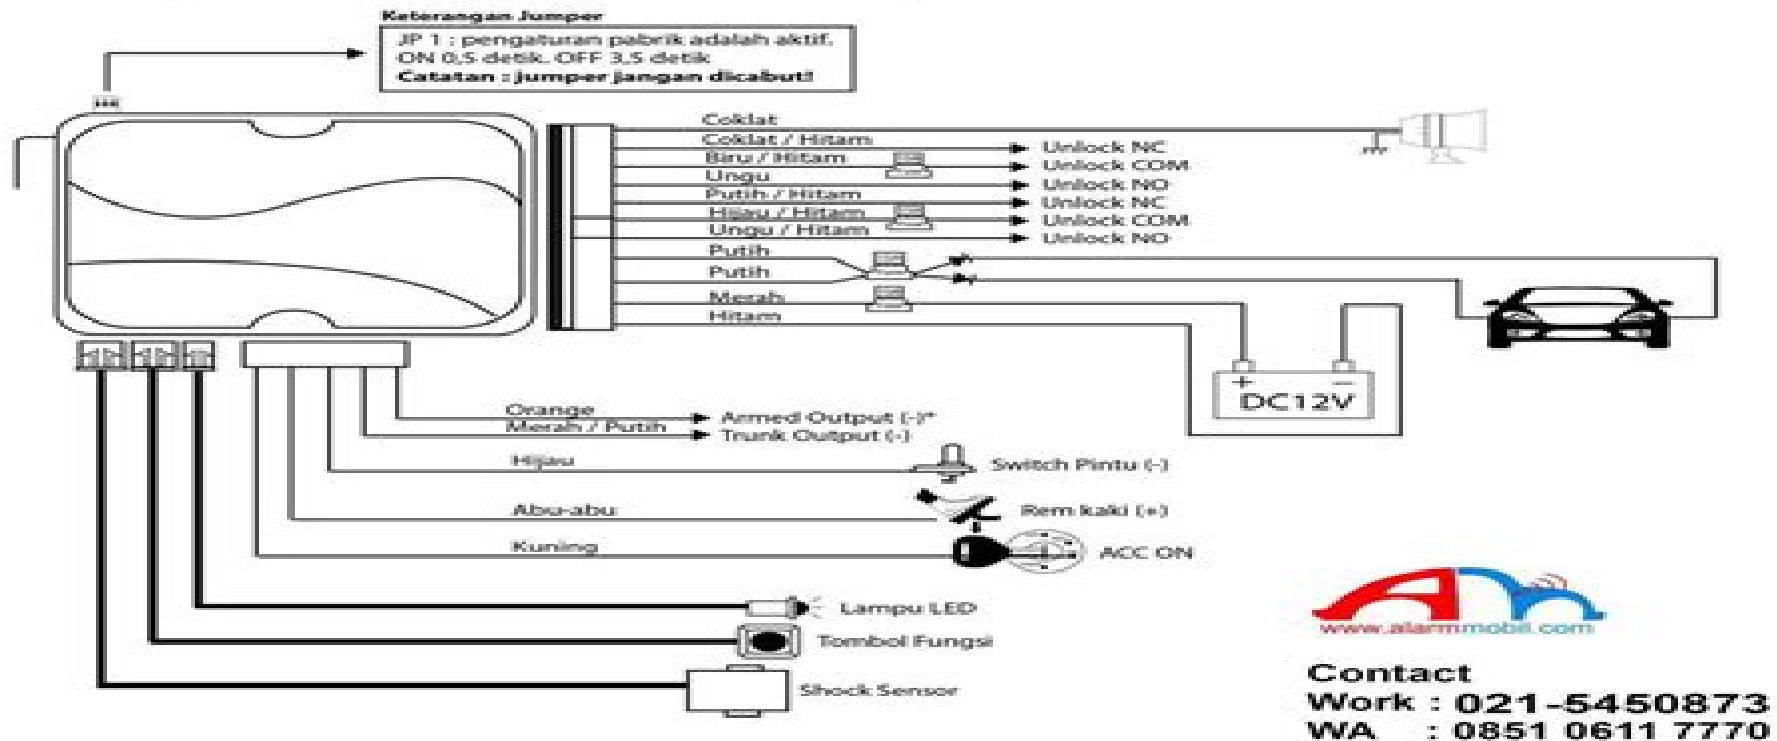 Keterangan Jumper
JP 1 : pengaturan pabrik adalah aktif.
ON 0,5 detik. OFF 3,5 detik
Catatan : jumper jangan dicabut!
Coklat
Coklat / Hitam
Unlock NC
Biru / Hitam
Unlock COM
Ungu
Unlock NO
Putih / Hitam
Unlock NC
Hijau / Hitam
Unlock COM
Ungu / Hitam
Unlock NO
Putih
Putih
Merah
Hitam
+ −
DC12V
Orange
Armed Output (-)*
Merah / Putih
Trunk Output (-)
Hijau
Switch Pintu (-)
Abu-abu
Rem kaki (+)
Kuning
ACC ON
Lampu LED
Tombol Fungsi
Shock Sensor
www.alarmmobil.com
Contact
Work : 021-5450873
WA : 0851 0611 7770